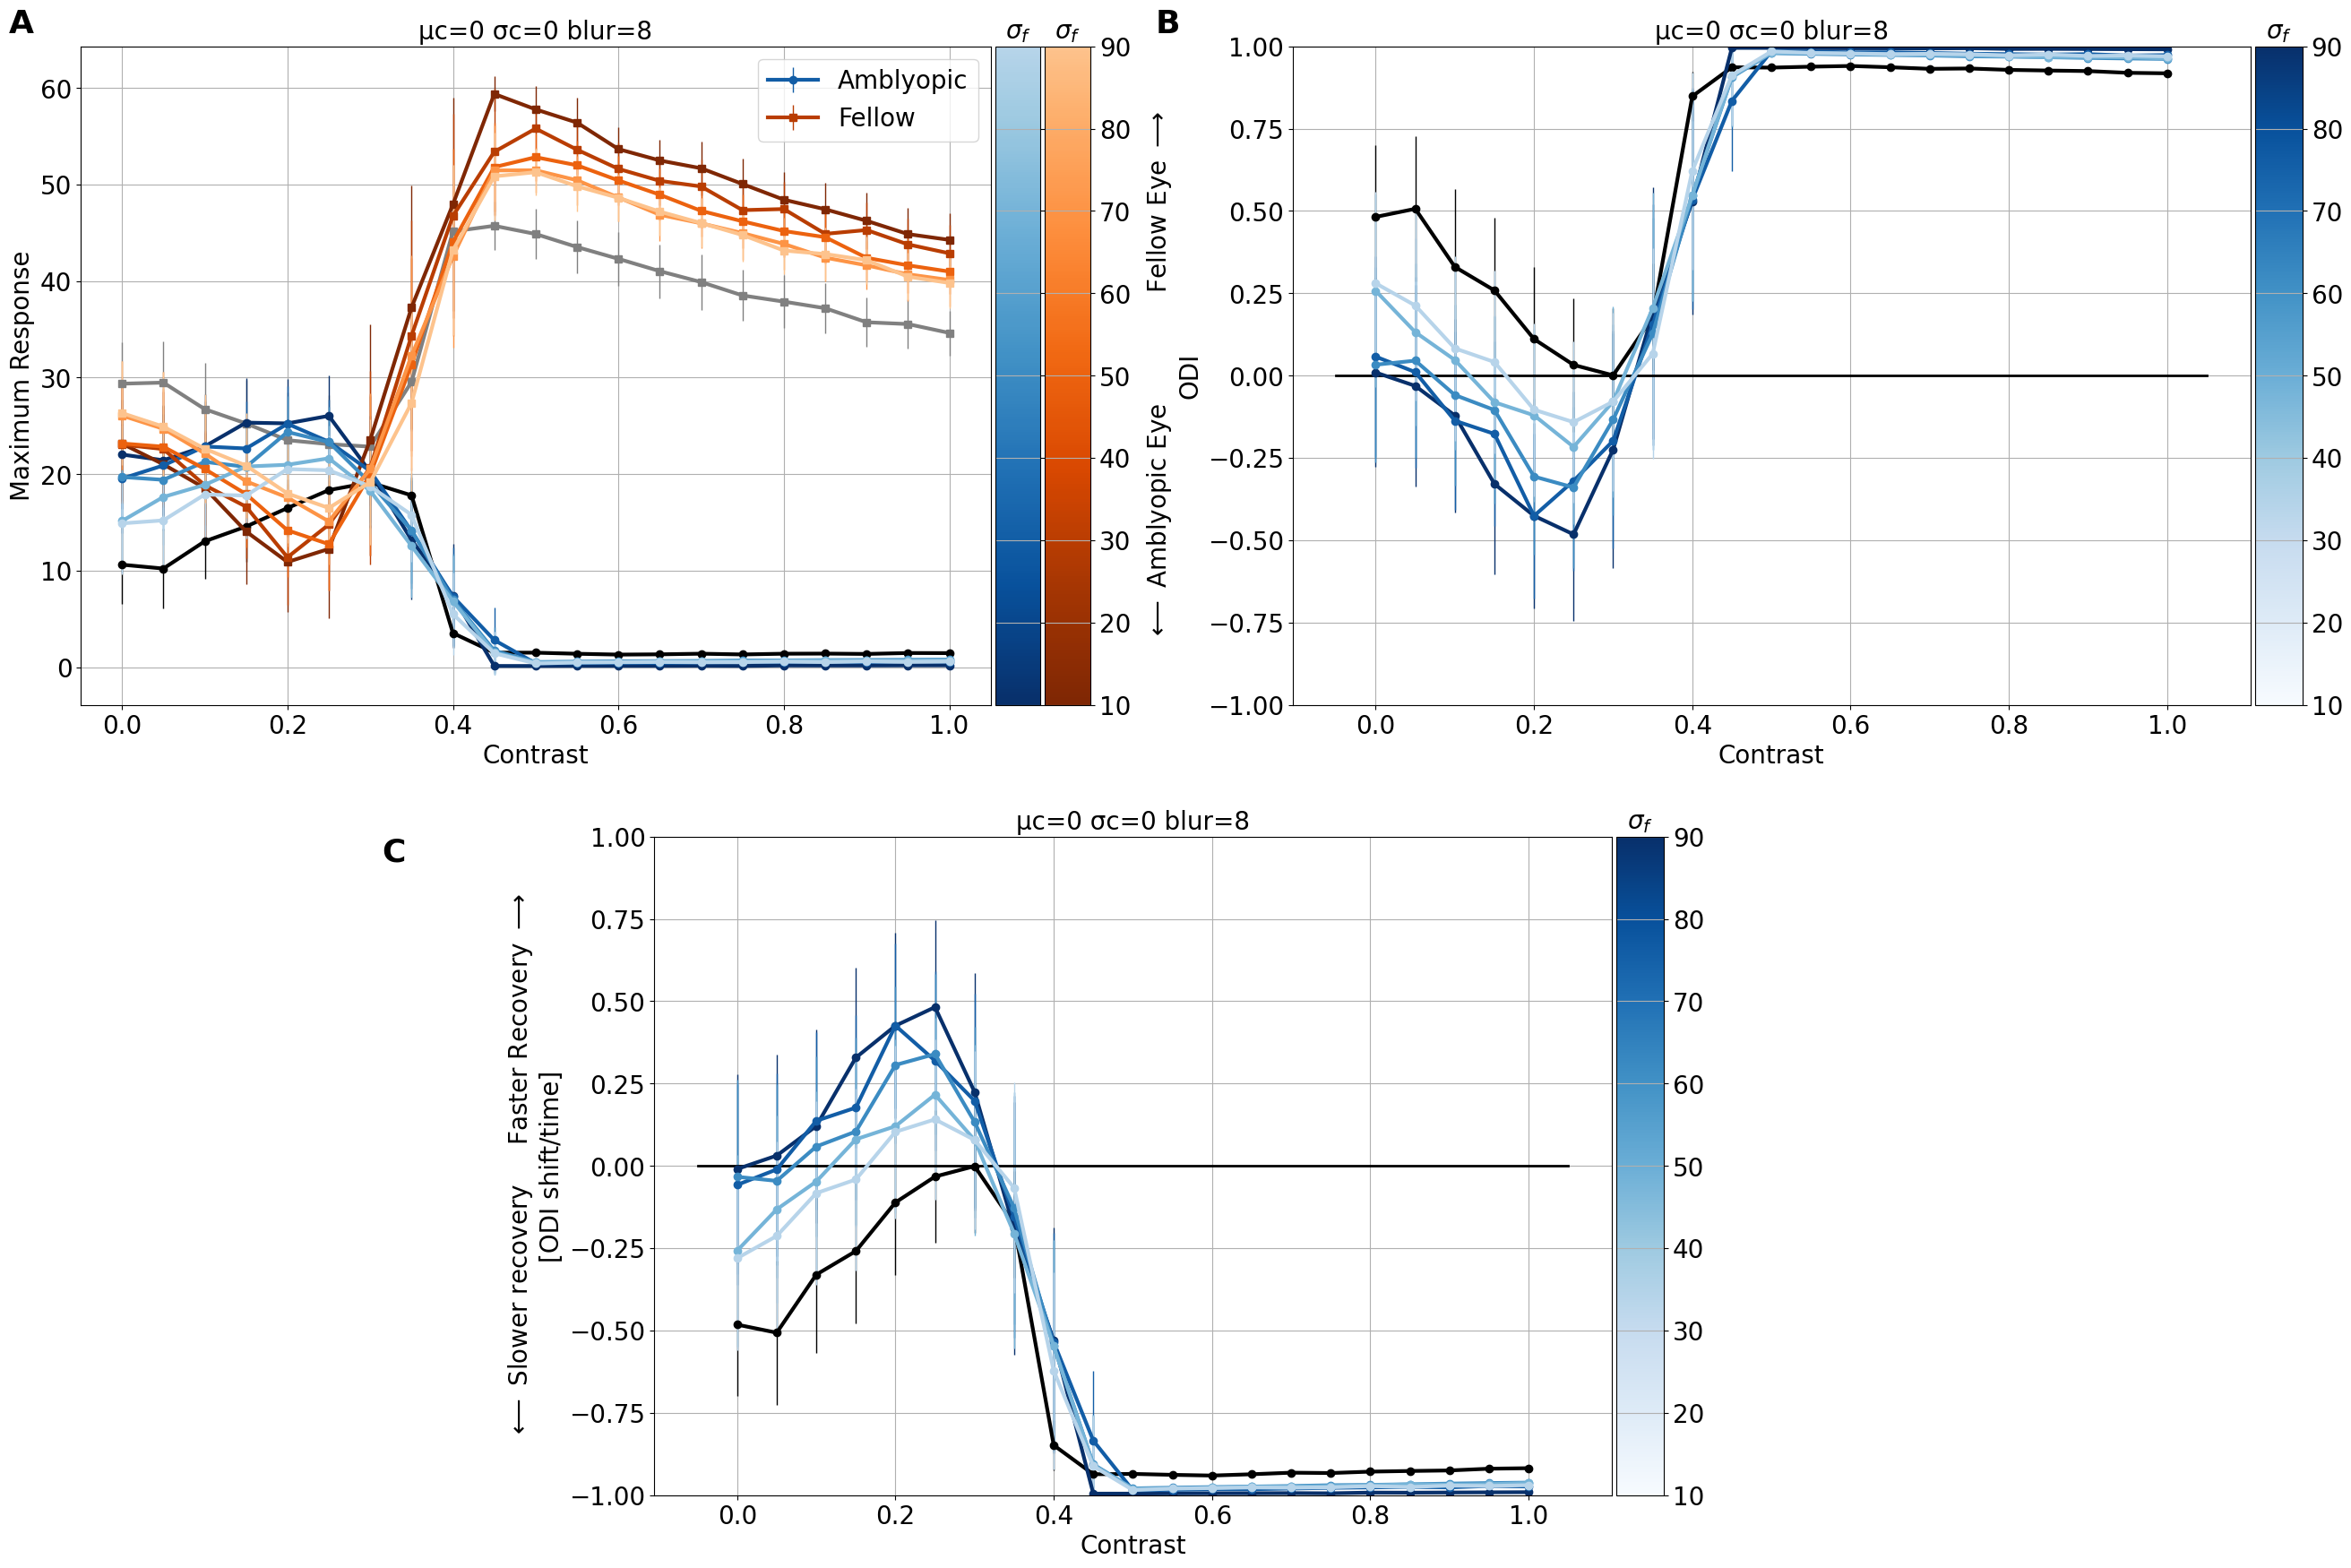 A
μc=0 σc=0 blur=8
σf σf
Maximum Response
60
50
40
30
20
10
0
Amblyopic
Fellow
90
80
70
60
50
40
30
20
10
0.0 0.2 0.4 0.6 0.8 1.0
Contrast
B
μc=0 σc=0 blur=8
σf
⟵ Amblyopic Eye Fellow Eye ⟶
ODI
1.00
0.75
0.50
0.25
0.00
−0.25
−0.50
−0.75
−1.00
90
80
70
60
50
40
30
20
10
0.0 0.2 0.4 0.6 0.8 1.0
Contrast
C
μc=0 σc=0 blur=8
σf
⟵ Slower recovery Faster Recovery ⟶
[ODI shift/time]
1.00
0.75
0.50
0.25
0.00
−0.25
−0.50
−0.75
−1.00
90
80
70
60
50
40
30
20
10
0.0 0.2 0.4 0.6 0.8 1.0
Contrast